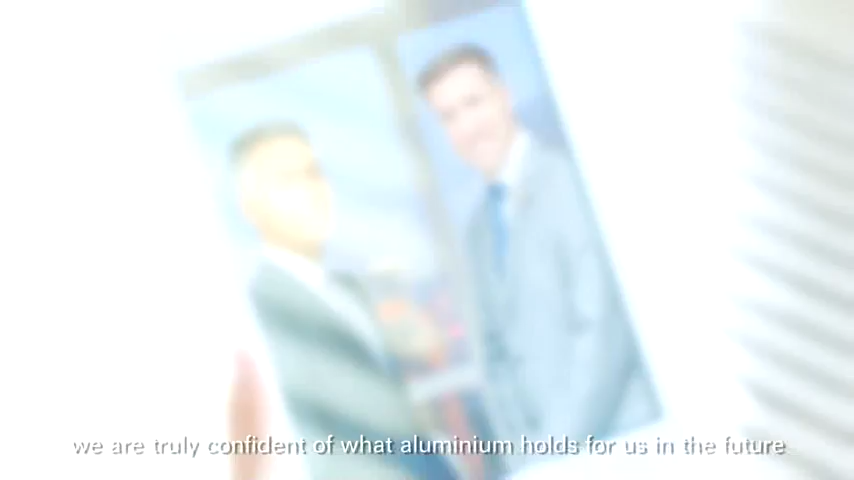 we are truly confident of what aluminium holds for us in the future